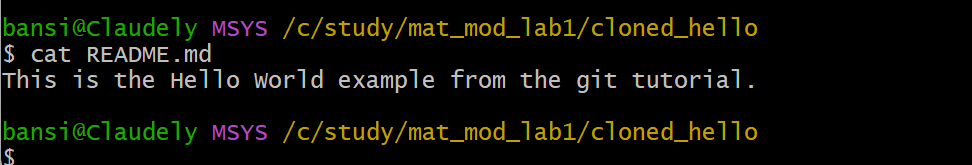 bansi@Claudely MSYS /c/study/mat_mod_lab1/cloned_hello
$ cat README.md
This is the Hello World example from the git tutorial.
bansi@Claudely MSYS /c/study/mat_mod_lab1/cloned_hello
$